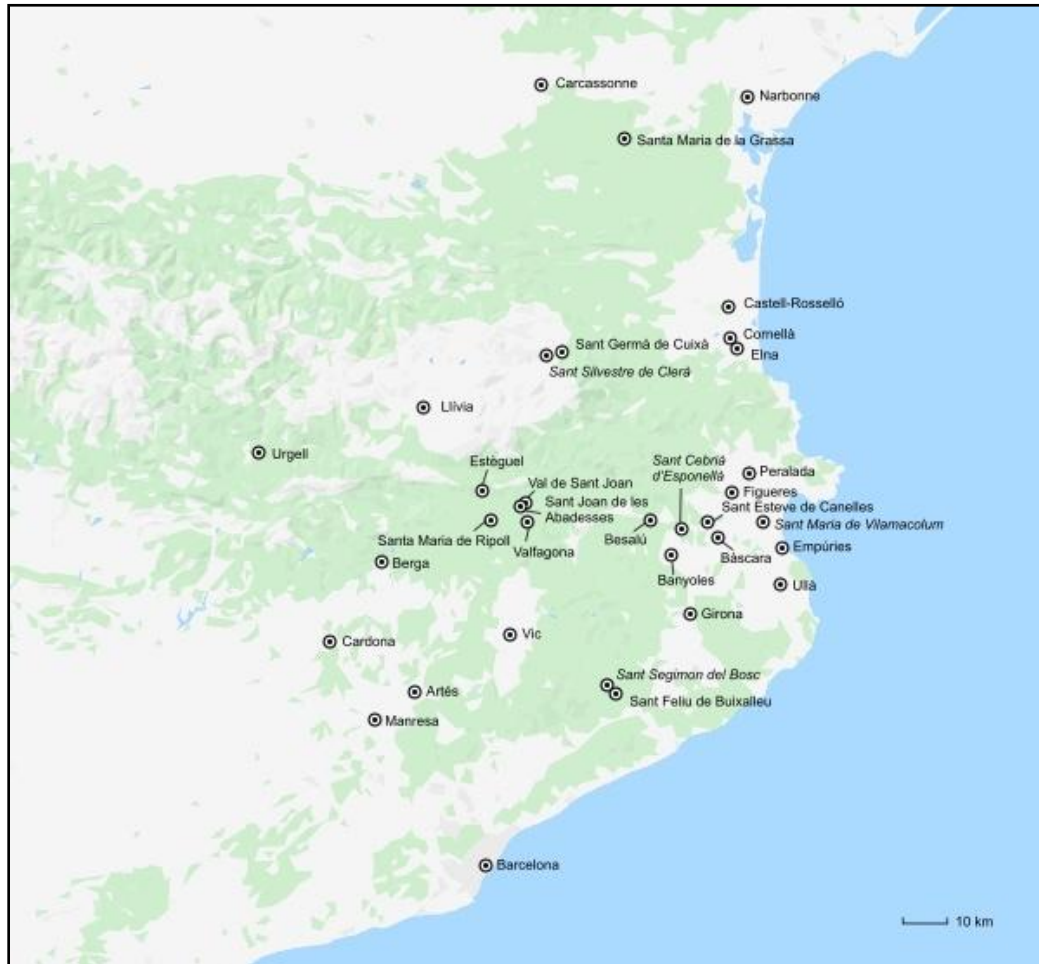 Carcassonne
Narbonne
Santa Maria de la Grassa
Castell-Rosselló
Cornellà
Sant Germà de Cuixà
Elna
Sant Silvestre de Clerà
Llívia
Urgell
Estèguel
Sant Cebrià
d'Esponellà
Peralada
Val de Sant Joan
Figueres
Sant Joan de les
Abadesses
Sant Esteve de Canelles
Sant Maria de Vilamacolum
Santa Maria de Ripoll
Valfagona
Besalú
Bàscara
Empúries
Berga
Banyoles
Ullà
Girona
Vic
Cardona
Sant Segimon del Bosc
Artés
Sant Feliu de Buixalleu
Manresa
Barcelona
10 km